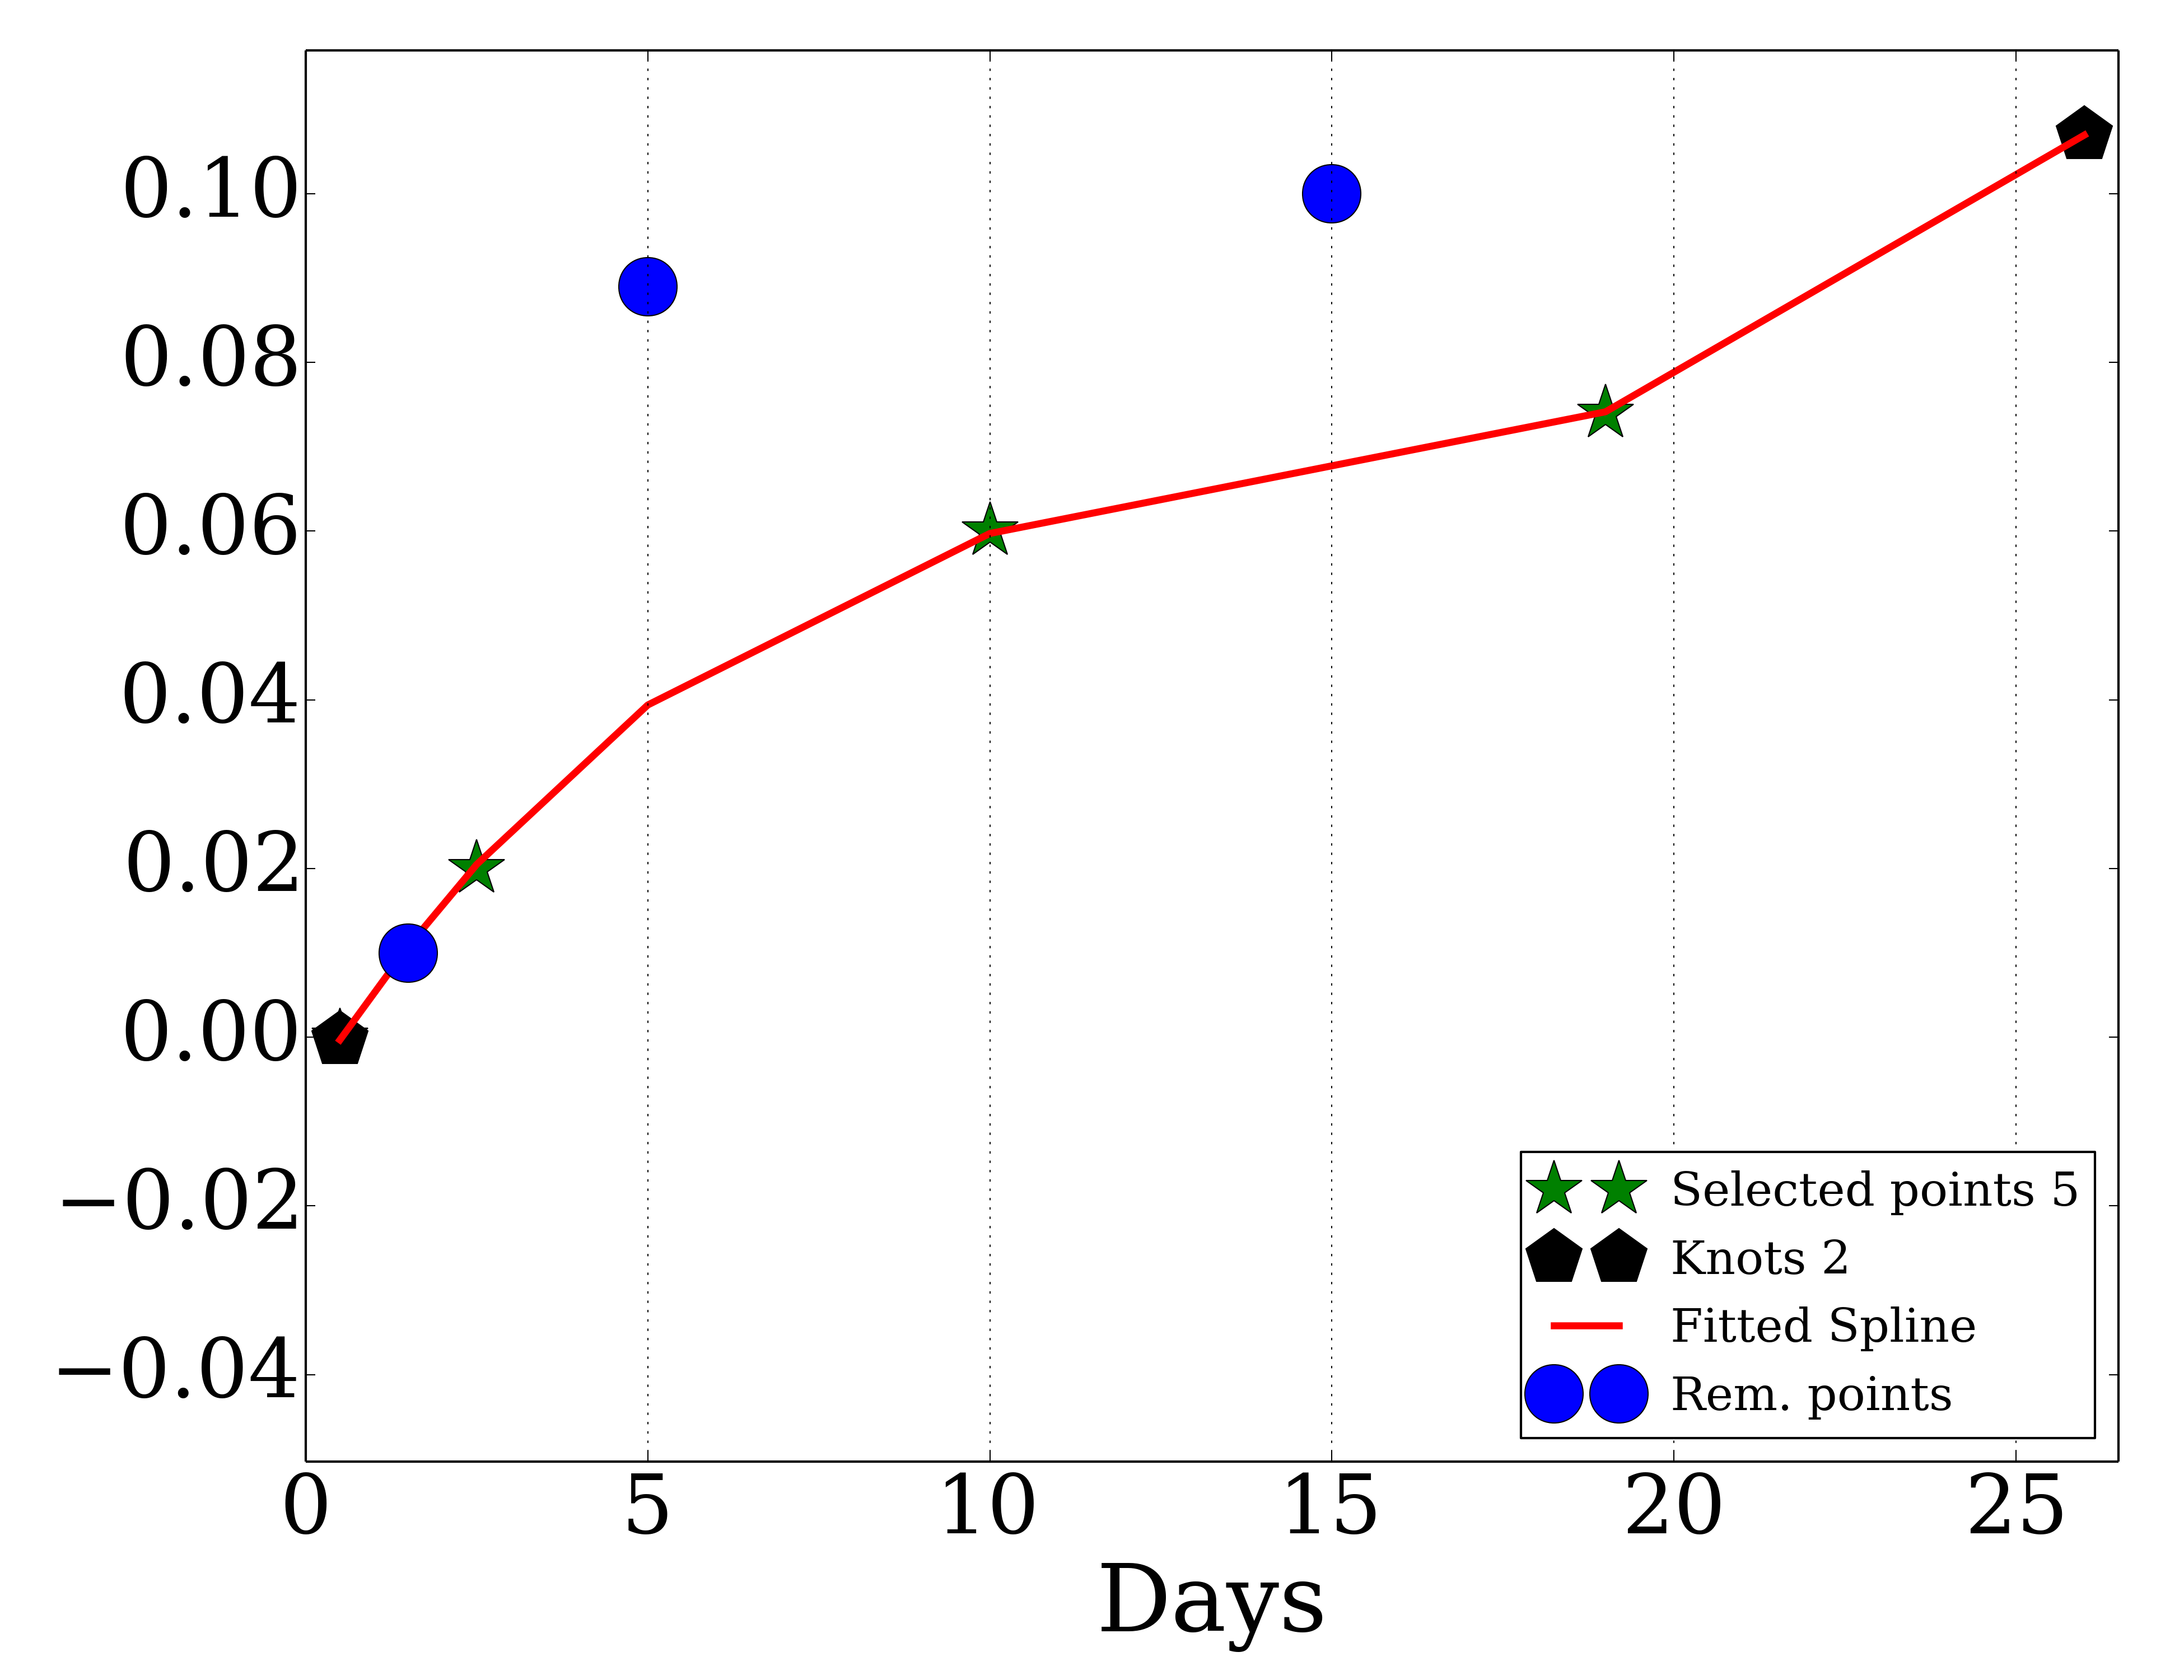 0.10
0.08
0.06
0.04
0.02
0.00
−0.02
−0.04
0 5 10 15 20 25
Days
Selected points 5
Knots 2
Fitted Spline
Rem. points